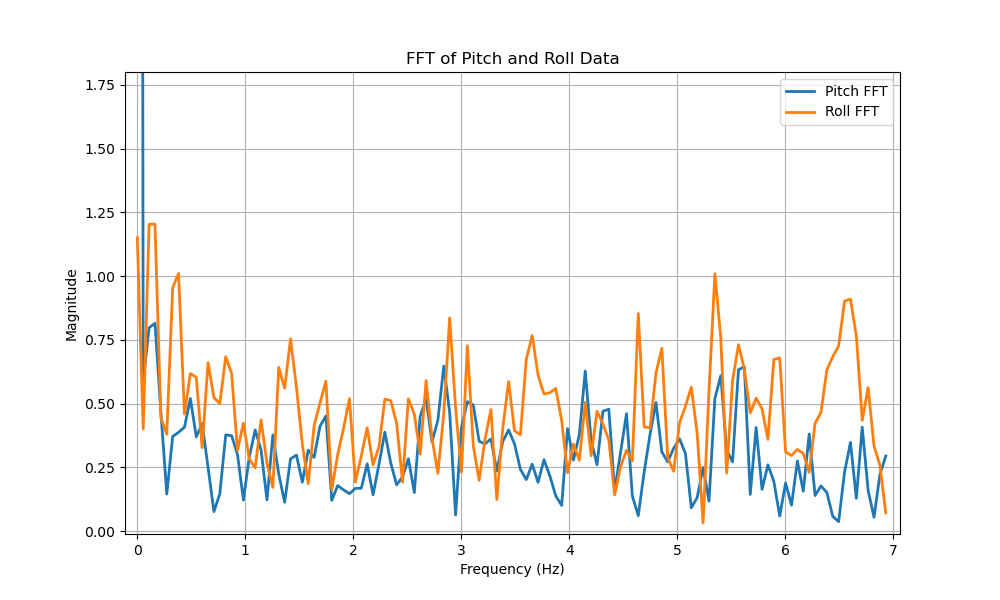 FFT of Pitch and Roll Data
Pitch FFT
Roll FFT
Magnitude
1.75
1.50
1.25
1.00
0.75
0.50
0.25
0.00
0 1 2 3 4 5 6 7
Frequency (Hz)